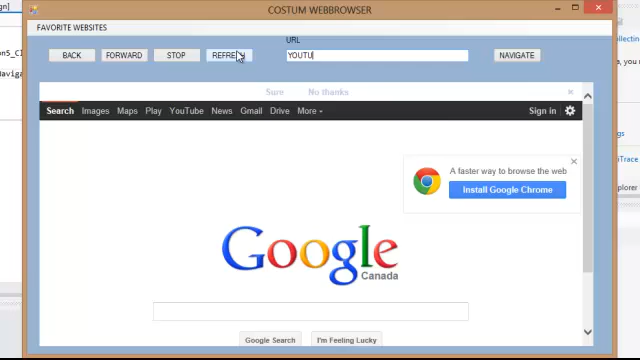 gn]
COSTUM WEBBROWSER
FAVORITE WEBSITES
URL
BACK FORWARD STOP REFRESH YOUTU NAVIGATE
Sure No thanks
Search Images Maps Play YouTube News Gmail Drive More Sign in
A faster way to browse the web
Install Google Chrome
Google
Canada
Google Search I'm Feeling Lucky